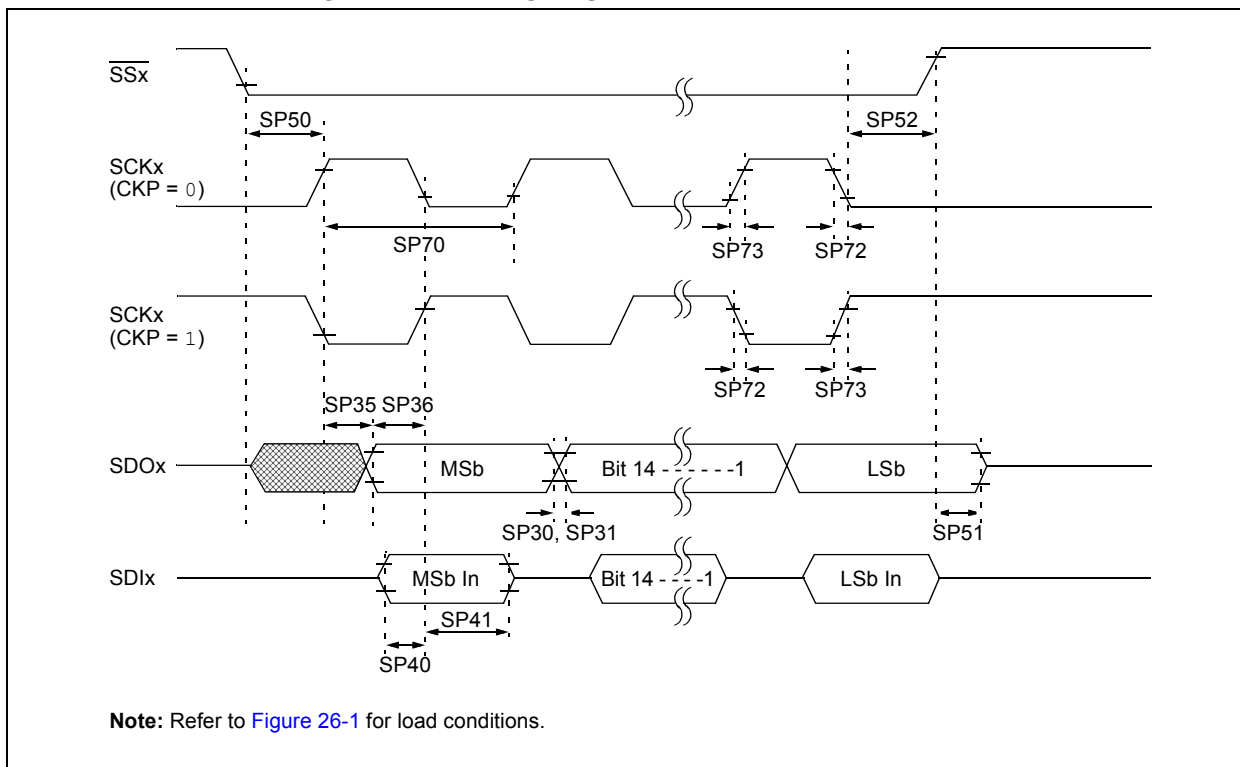 SSx
SP50
SP52
SCKx
(CKP = 0)
SP70
SP73
SP72
SCKx
(CKP = 1)
SP72
SP73
SP35
SP36
SDOx
MSb
Bit 14 - - - - - - -1
LSb
SP30, SP31
SP51
SDIx
MSb In
Bit 14 - - - - -1
LSb In
SP41
SP40
Note: Refer to Figure 26-1 for load conditions.